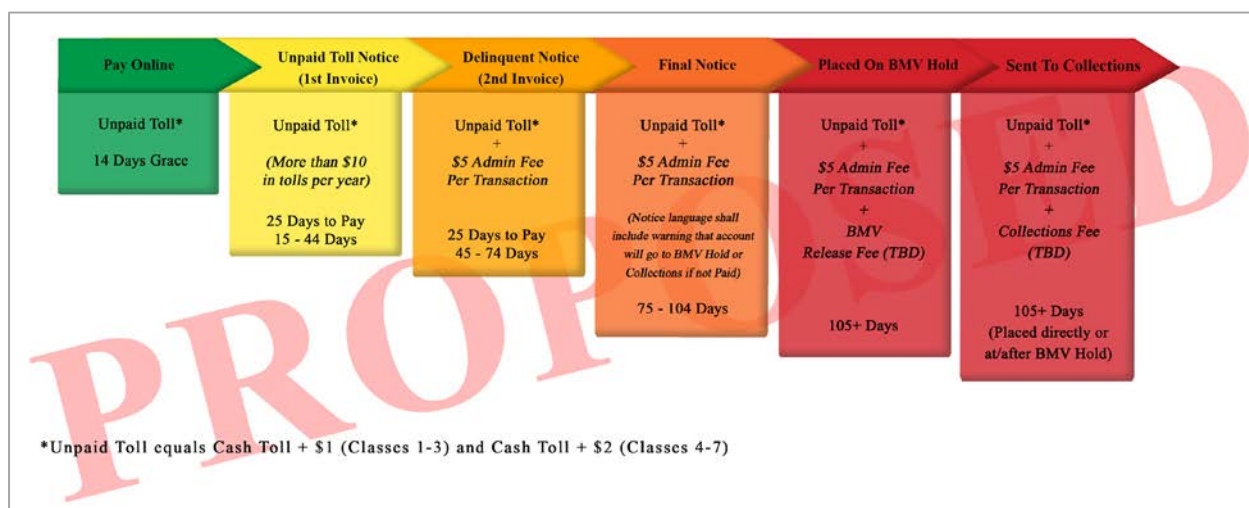 Pay Online
Unpaid Toll*
14 Days Grace
Unpaid Toll Notice
(1st Invoice)
Unpaid Toll*
(More than $10
in tolls per year)
25 Days to Pay
15 - 44 Days
Delinquent Notice
(2nd Invoice)
Unpaid Toll*
+
$5 Admin Fee
Per Transaction
25 Days to Pay
45 - 74 Days
Final Notice
Unpaid Toll*
+
$5 Admin Fee
Per Transaction
(Notice language shall
include warning that account
will go to BMV Hold or
Collections if not Paid)
75 - 104 Days
Placed On BMV Hold
Unpaid Toll*
+
$5 Admin Fee
Per Transaction
+
BMV
Release Fee (TBD)
105+ Days
Sent To Collections
Unpaid Toll*
+
$5 Admin Fee
Per Transaction
+
Collections Fee
(TBD)
105+ Days
(Placed directly or
at/after BMV Hold)
PROPOSED
*Unpaid Toll equals Cash Toll + $1 (Classes 1-3) and Cash Toll + $2 (Classes 4-7)